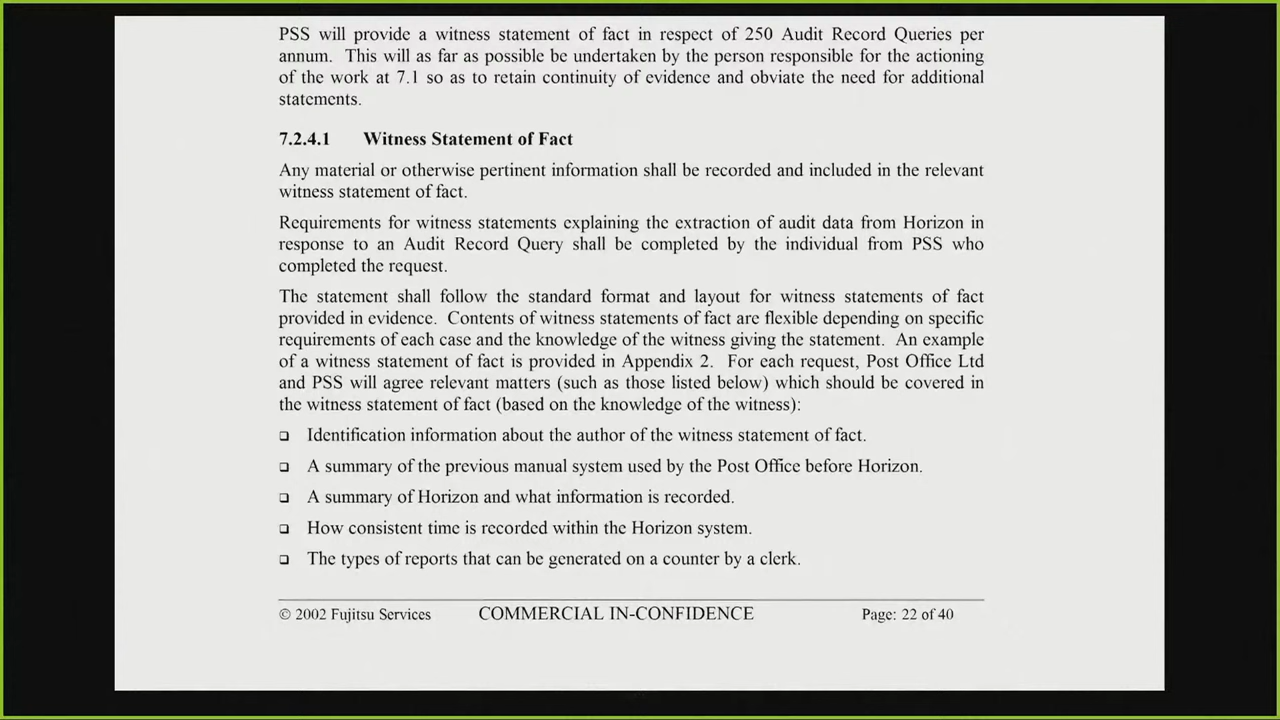 PSS will provide a witness statement of fact in respect of 250 Audit Record Queries per
annum. This will as far as possible be undertaken by the person responsible for the actioning
of the work at 7.1 so as to retain continuity of evidence and obviate the need for additional
statements.
7.2.4.1 Witness Statement of Fact
Any material or otherwise pertinent information shall be recorded and included in the relevant
witness statement of fact.
Requirements for witness statements explaining the extraction of audit data from Horizon in
response to an Audit Record Query shall be completed by the individual from PSS who
completed the request.
The statement shall follow the standard format and layout for witness statements of fact
provided in evidence. Contents of witness statements of fact are flexible depending on specific
requirements of each case and the knowledge of the witness giving the statement. An example
of a witness statement of fact is provided in Appendix 2. For each request, Post Office Ltd
and PSS will agree relevant matters (such as those listed below) which should be covered in
the witness statement of fact (based on the knowledge of the witness):
❑ Identification information about the author of the witness statement of fact.
❑ A summary of the previous manual system used by the Post Office before Horizon.
❑ A summary of Horizon and what information is recorded.
❑ How consistent time is recorded within the Horizon system.
❑ The types of reports that can be generated on a counter by a clerk.
© 2002 Fujitsu Services COMMERCIAL IN-CONFIDENCE Page: 22 of 40